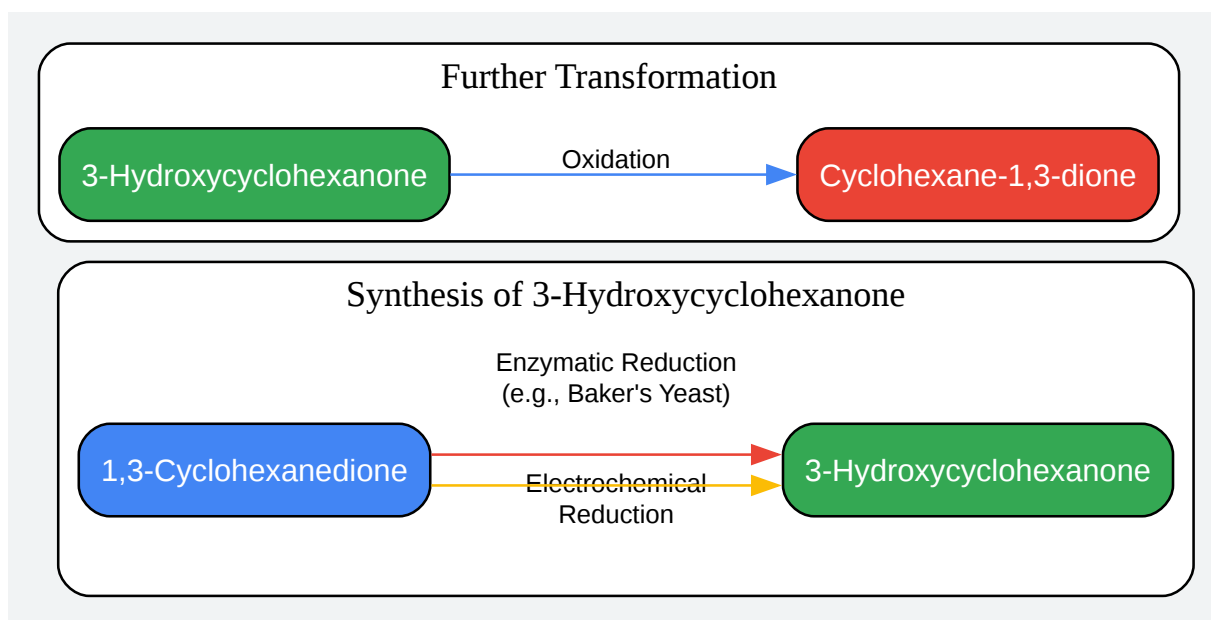 Further Transformation
3-Hydroxycyclohexanone
Oxidation
Cyclohexane-1,3-dione
Synthesis of 3-Hydroxycyclohexanone
Enzymatic Reduction
(e.g., Baker's Yeast)
1,3-Cyclohexanedione
Electrochemical
Reduction
3-Hydroxycyclohexanone